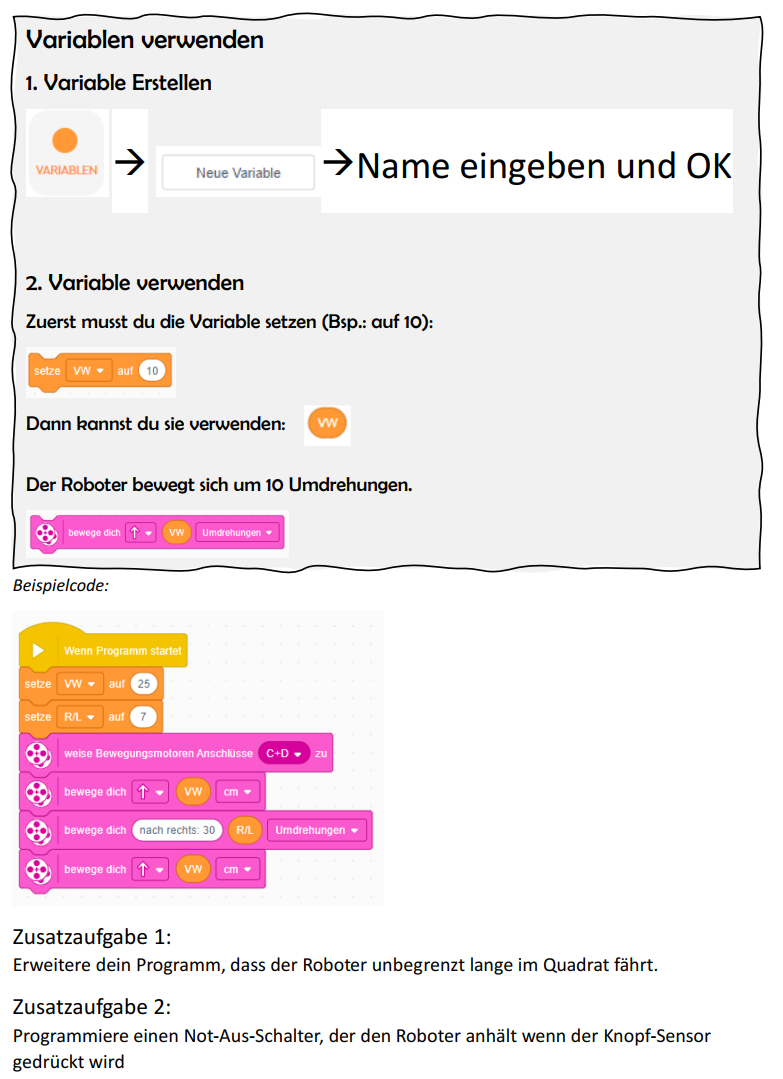 Variablen verwenden
1. Variable Erstellen
VARIABLEN → Neue Variable → Name eingeben und OK
2. Variable verwenden
Zuerst musst du die Variable setzen (Bsp.: auf 10):
setze VW auf 10
Dann kannst du sie verwenden: VW
Der Roboter bewegt sich um 10 Umdrehungen.
bewege dich ↑ VW Umdrehungen
Beispielcode:
Wenn Programm startet
setze VW auf 25
setze R/L auf 7
weise Bewegungsmotoren Anschlüsse C+D zu
bewege dich ↑ VW cm
bewege dich nach rechts: 30 R/L Umdrehungen
bewege dich ↑ VW cm
Zusatzaufgabe 1:
Erweitere dein Programm, dass der Roboter unbegrenzt lange im Quadrat fährt.
Zusatzaufgabe 2:
Programmiere einen Not-Aus-Schalter, der den Roboter anhält wenn der Knopf-Sensor
gedrückt wird